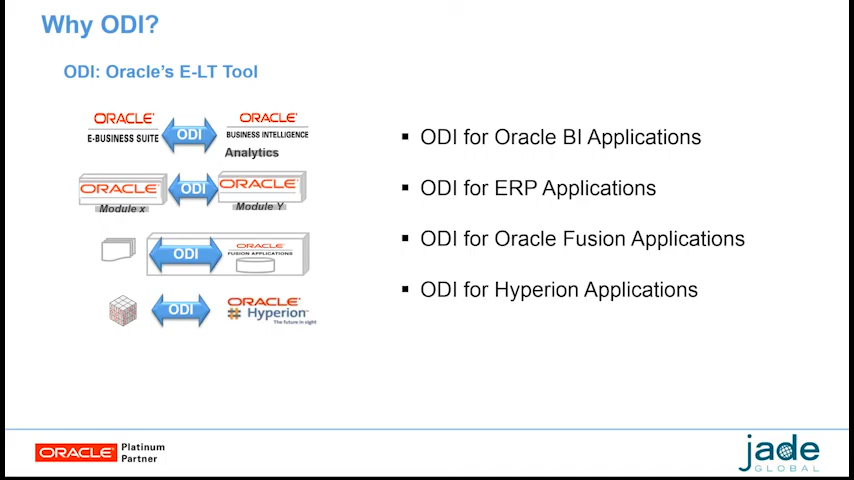 Why ODI?
ODI: Oracle's E-LT Tool
ORACLE
E-BUSINESS SUITE
ODI
ORACLE
BUSINESS INTELLIGENCE
Analytics
ORACLE
Module x
ODI
ORACLE
Module Y
ODI
ORACLE
FUSION APPLICATIONS
ODI
ORACLE
Hyperion
The future in sight
▪ ODI for Oracle BI Applications
▪ ODI for ERP Applications
▪ ODI for Oracle Fusion Applications
▪ ODI for Hyperion Applications
ORACLE
Platinum
Partner
jade
GLOBAL